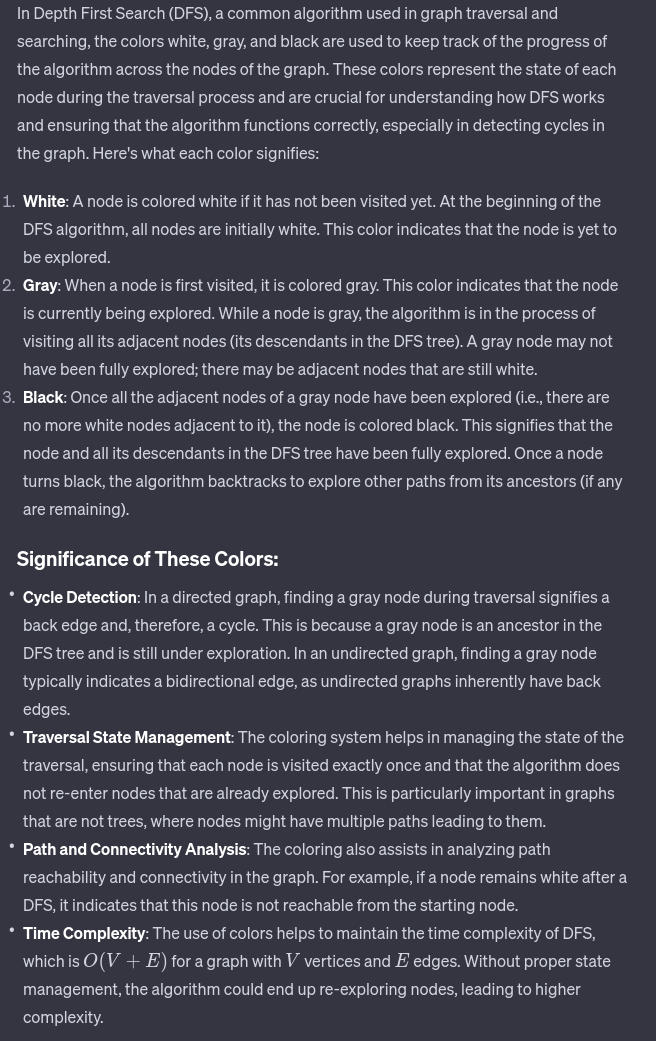 In Depth First Search (DFS), a common algorithm used in graph traversal and
searching, the colors white, gray, and black are used to keep track of the progress of
the algorithm across the nodes of the graph. These colors represent the state of each
node during the traversal process and are crucial for understanding how DFS works
and ensuring that the algorithm functions correctly, especially in detecting cycles in
the graph. Here's what each color signifies:
1. White: A node is colored white if it has not been visited yet. At the beginning of the
DFS algorithm, all nodes are initially white. This color indicates that the node is yet to
be explored.
2. Gray: When a node is first visited, it is colored gray. This color indicates that the node
is currently being explored. While a node is gray, the algorithm is in the process of
visiting all its adjacent nodes (its descendants in the DFS tree). A gray node may not
have been fully explored; there may be adjacent nodes that are still white.
3. Black: Once all the adjacent nodes of a gray node have been explored (i.e., there are
no more white nodes adjacent to it), the node is colored black. This signifies that the
node and all its descendants in the DFS tree have been fully explored. Once a node
turns black, the algorithm backtracks to explore other paths from its ancestors (if any
are remaining).
Significance of These Colors:
• Cycle Detection: In a directed graph, finding a gray node during traversal signifies a
back edge and, therefore, a cycle. This is because a gray node is an ancestor in the
DFS tree and is still under exploration. In an undirected graph, finding a gray node
typically indicates a bidirectional edge, as undirected graphs inherently have back
edges.
• Traversal State Management: The coloring system helps in managing the state of the
traversal, ensuring that each node is visited exactly once and that the algorithm does
not re-enter nodes that are already explored. This is particularly important in graphs
that are not trees, where nodes might have multiple paths leading to them.
• Path and Connectivity Analysis: The coloring also assists in analyzing path
reachability and connectivity in the graph. For example, if a node remains white after a
DFS, it indicates that this node is not reachable from the starting node.
• Time Complexity: The use of colors helps to maintain the time complexity of DFS,
which is O(V + E) for a graph with V vertices and E edges. Without proper state
management, the algorithm could end up re-exploring nodes, leading to higher
complexity.